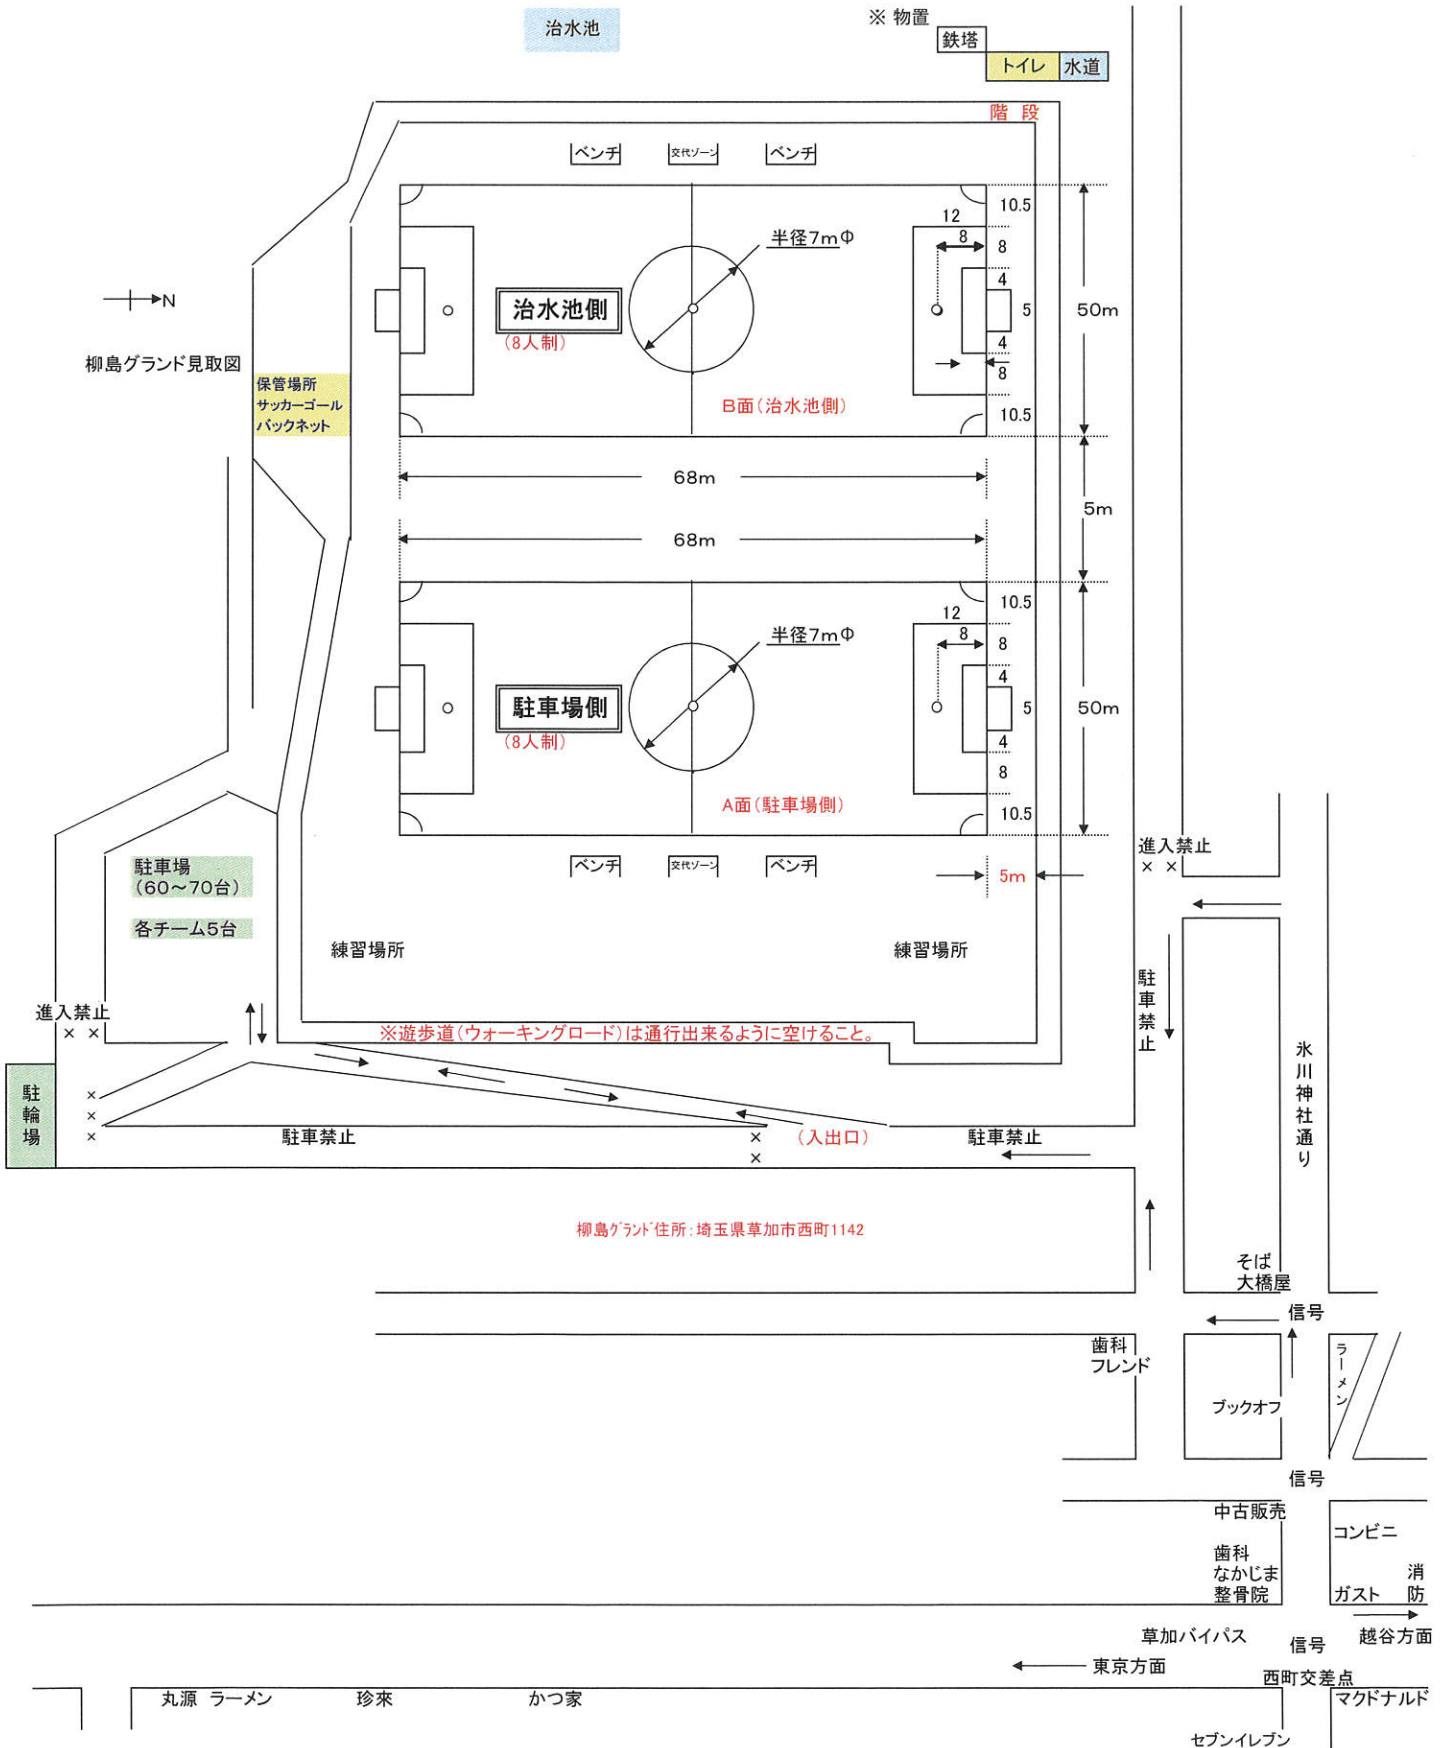 治水池
※ 物置
鉄塔
トイレ
水道
階 段
ベンチ
交代ゾーン
ベンチ
10.5
12
8
8
半径7mΦ
4
→N
治水池側
5
50m
(8人制)
4
柳島グランド見取図
8
保管場所
サッカーゴール
バックネット
B面(治水池側)
10.5
68m
5m
68m
10.5
12
8
8
半径7mΦ
4
駐車場側
5
50m
(8人制)
4
8
A面(駐車場側)
10.5
進入禁止
× ×
ベンチ
交代ゾーン
ベンチ
5m
駐車場
(60～70台)
各チーム5台
練習場所
練習場所
駐車禁止
進入禁止
× ×
※遊歩道(ウォーキングロード)は通行出来るように空けること。
氷川神社通り
駐輪場
×
×
×
駐車禁止
×
×
(入出口)
駐車禁止
柳島グランド住所:埼玉県草加市西町1142
そば
大橋屋
信号
歯科
フレンド
ラーメン
ブックオフ
信号
中古販売
コンビニ
歯科
なかじま
整骨院
ガスト
消防
草加バイパス
信号
越谷方面
東京方面
西町交差点
丸源 ラーメン
珍來
かつ家
マクドナルド
セブンイレブン